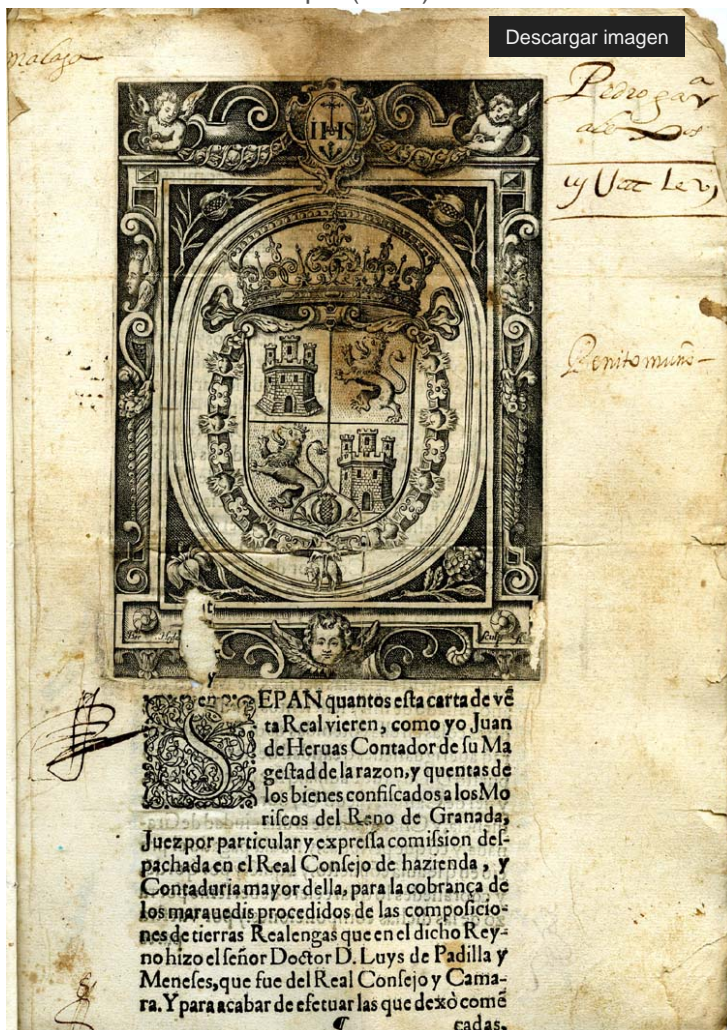 Descargar imagen
malaga
IHS
Benito muñ
SEPAN quantos esta carta de vẽ
ta Real vieren, como yo Juan
de Heruas Contador de su Ma
gestad de la razon, y quentas de
los bienes confiscados a los Mo
riscos del Reno de Granada,
Juez por particular y expressa comission des-
pachada en el Real Consejo de hazienda, y
Contaduria mayor della, para la cobrança de
los marauedis procedidos de las composicio-
nes de tierras Realengas que en el dicho Rey-
no hizo el señor Doctor D. Luys de Padilla y
Meneses, que fue del Real Consejo y Cama-
ra. Y para acabar de efetuar las que dexò comẽ
¶ cadas,